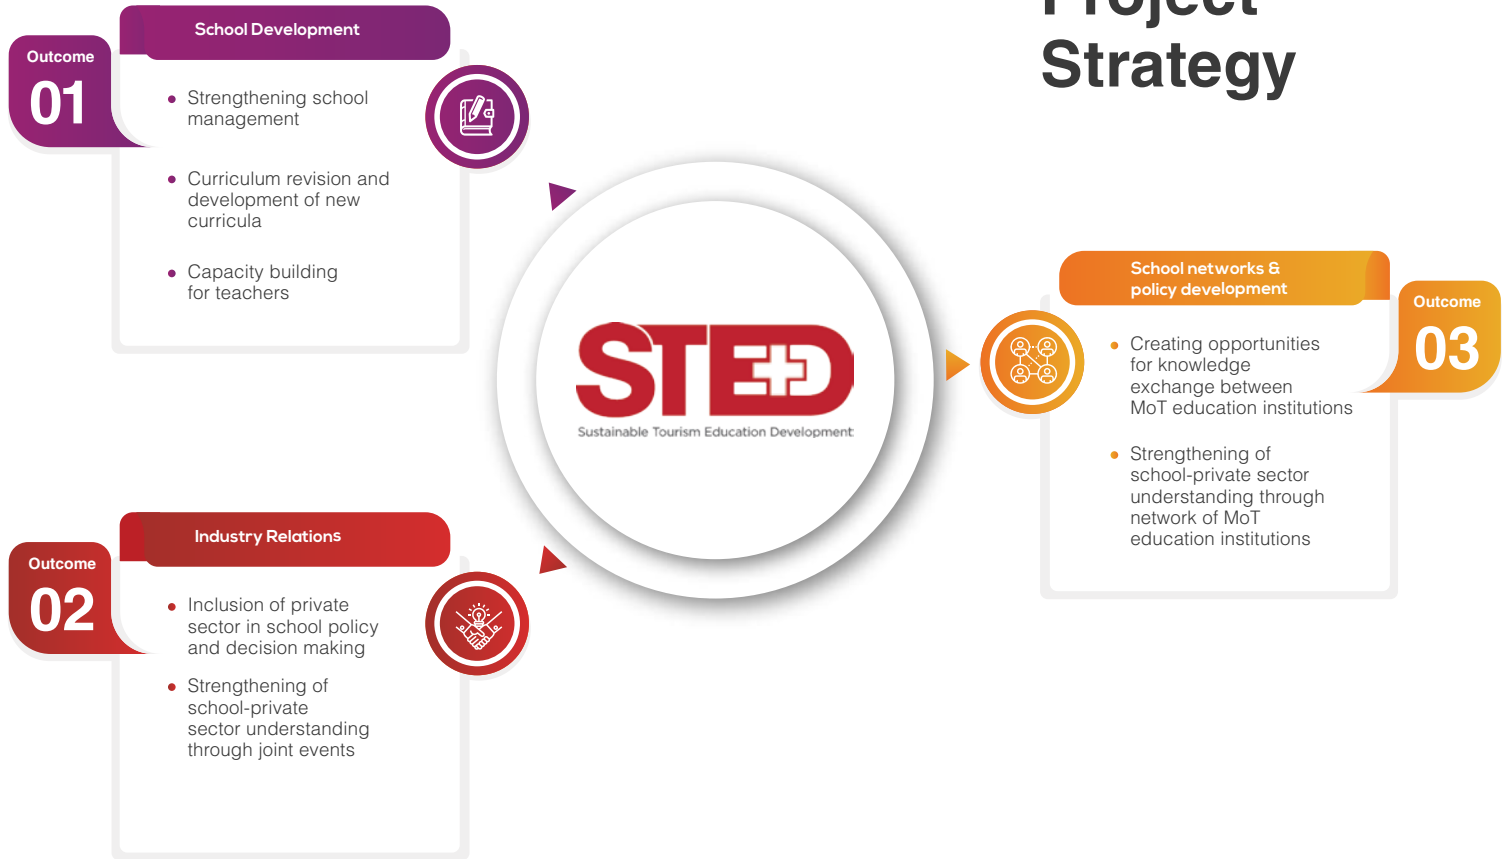 Project
Strategy
Outcome
01
School Development
• Strengthening school
management
• Curriculum revision and
development of new
curricula
• Capacity building
for teachers
STED
Sustainable Tourism Education Development
Outcome
02
Industry Relations
• Inclusion of private
sector in school policy
and decision making
• Strengthening of
school-private
sector understanding
through joint events
School networks &
policy development
Outcome
03
• Creating opportunities
for knowledge
exchange between
MoT education institutions
• Strengthening of
school-private sector
understanding through
network of MoT
education institutions